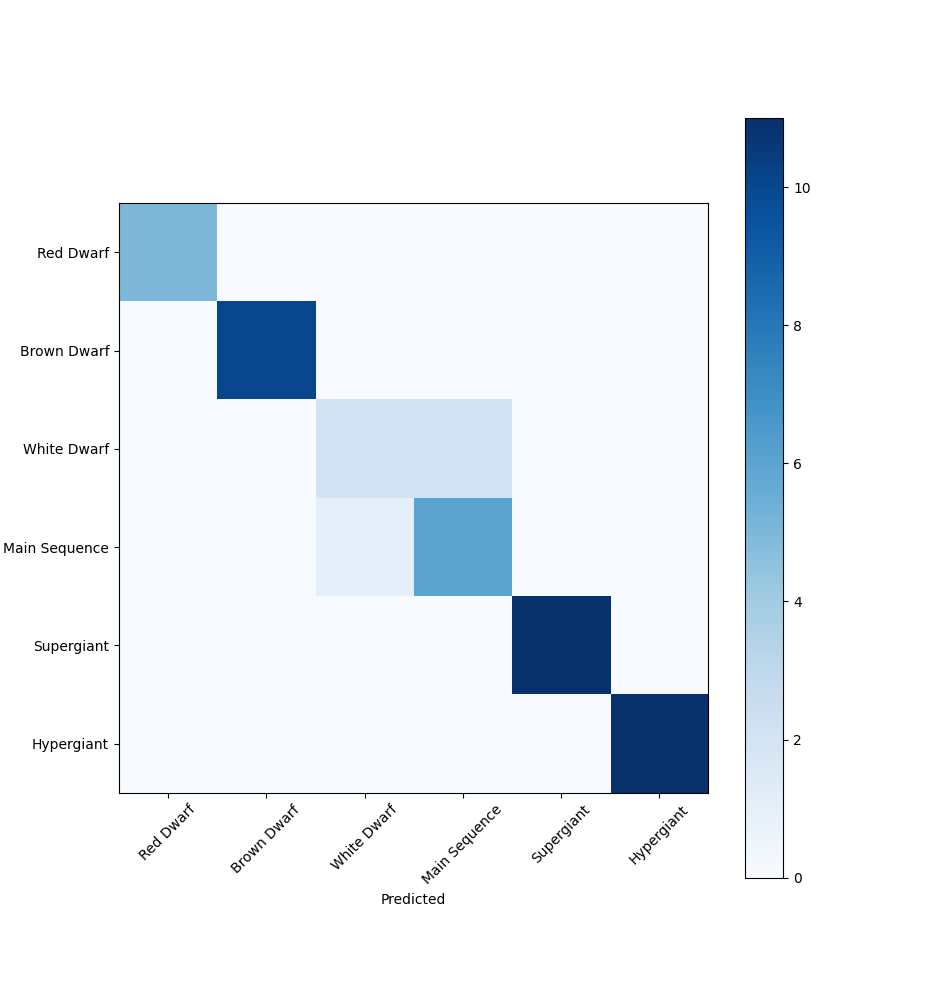 Red Dwarf
Brown Dwarf
White Dwarf
Main Sequence
Supergiant
Hypergiant
Red Dwarf
Brown Dwarf
White Dwarf
Main Sequence
Supergiant
Hypergiant
Predicted
10
8
6
4
2
0